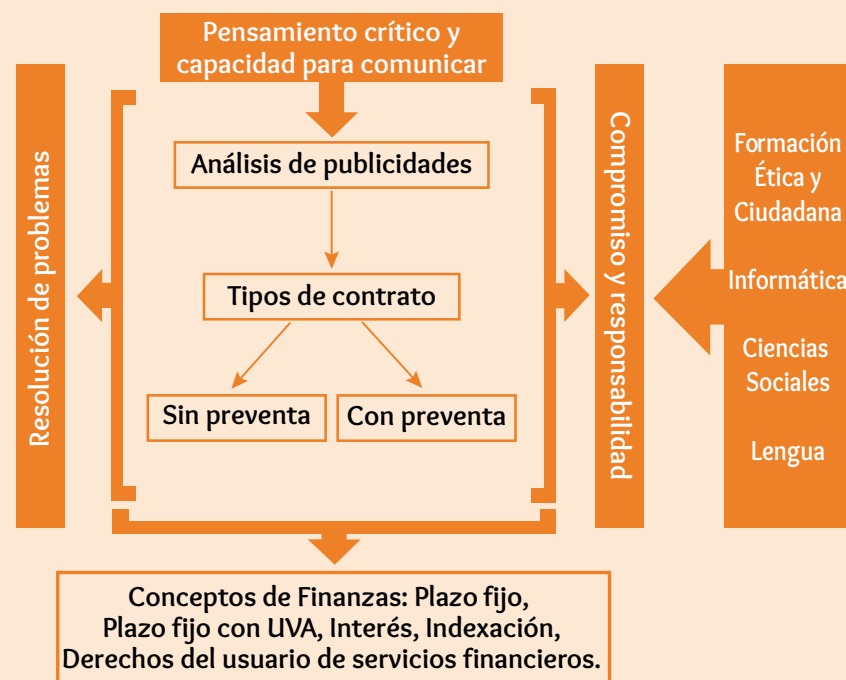 Pensamiento crítico y
capacidad para comunicar
Resolución de problemas
Análisis de publicidades
Tipos de contrato
Sin preventa
Con preventa
Compromiso y responsabilidad
Formación
Ética y
Ciudadana
Informática
Ciencias
Sociales
Lengua
Conceptos de Finanzas: Plazo fijo,
Plazo fijo con UVA, Interés, Indexación,
Derechos del usuario de servicios financieros.